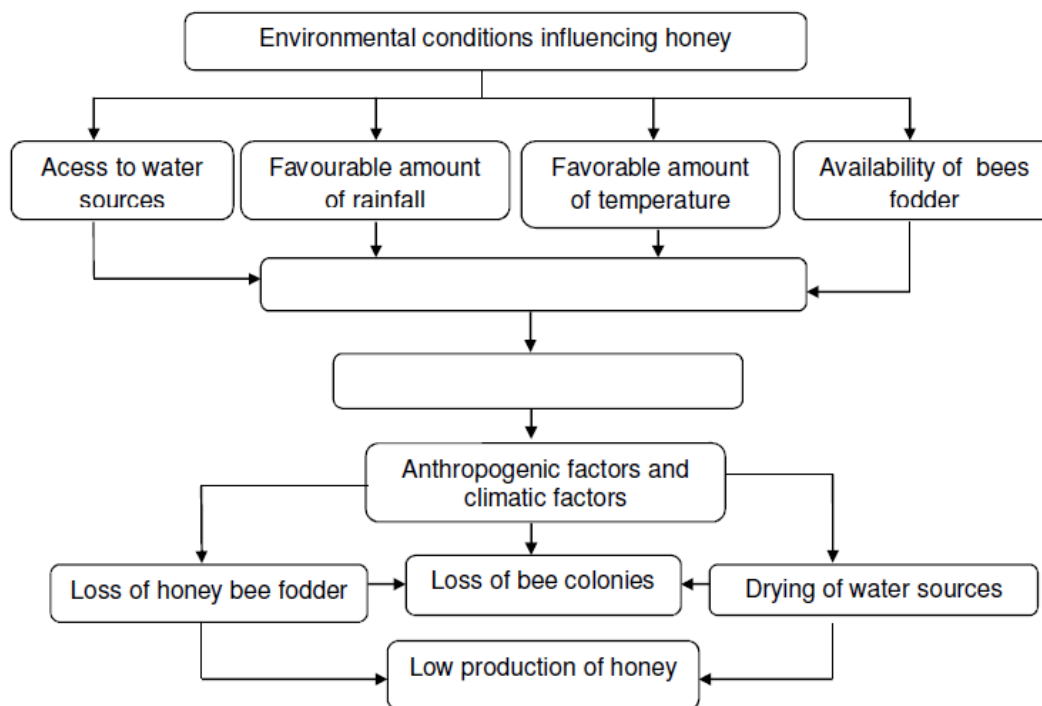 Environmental conditions influencing honey
Acess to water
sources
Favourable amount
of rainfall
Favorable amount
of temperature
Availability of bees
fodder
Anthropogenic factors and
climatic factors
Loss of honey bee fodder
Loss of bee colonies
Drying of water sources
Low production of honey